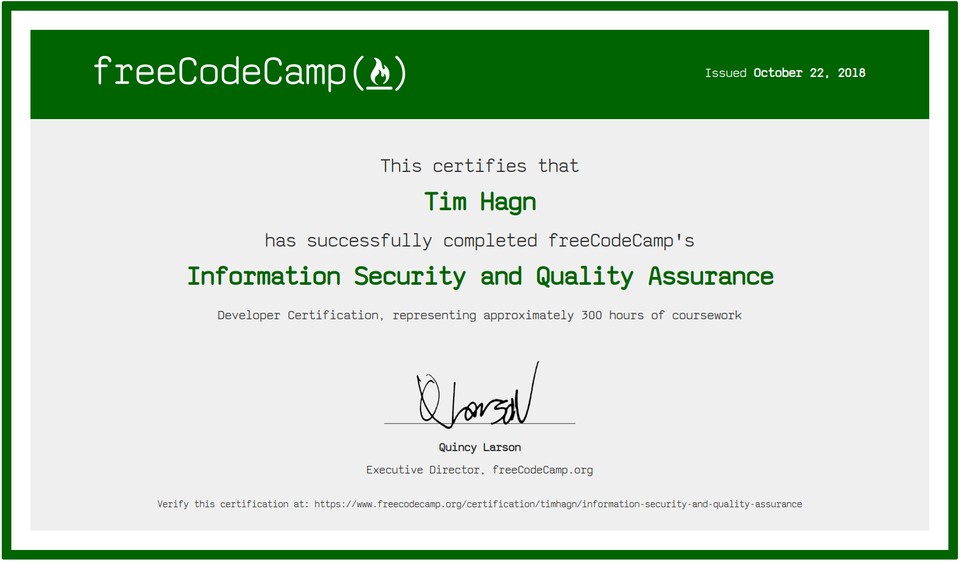 freeCodeCamp(🔥)
Issued October 22, 2018
This certifies that
Tim Hagn
has successfully completed freeCodeCamp's
Information Security and Quality Assurance
Developer Certification, representing approximately 300 hours of coursework
Q Larson
Quincy Larson
Executive Director, freeCodeCamp.org
Verify this certification at: https://www.freecodecamp.org/certification/timhagn/information-security-and-quality-assurance